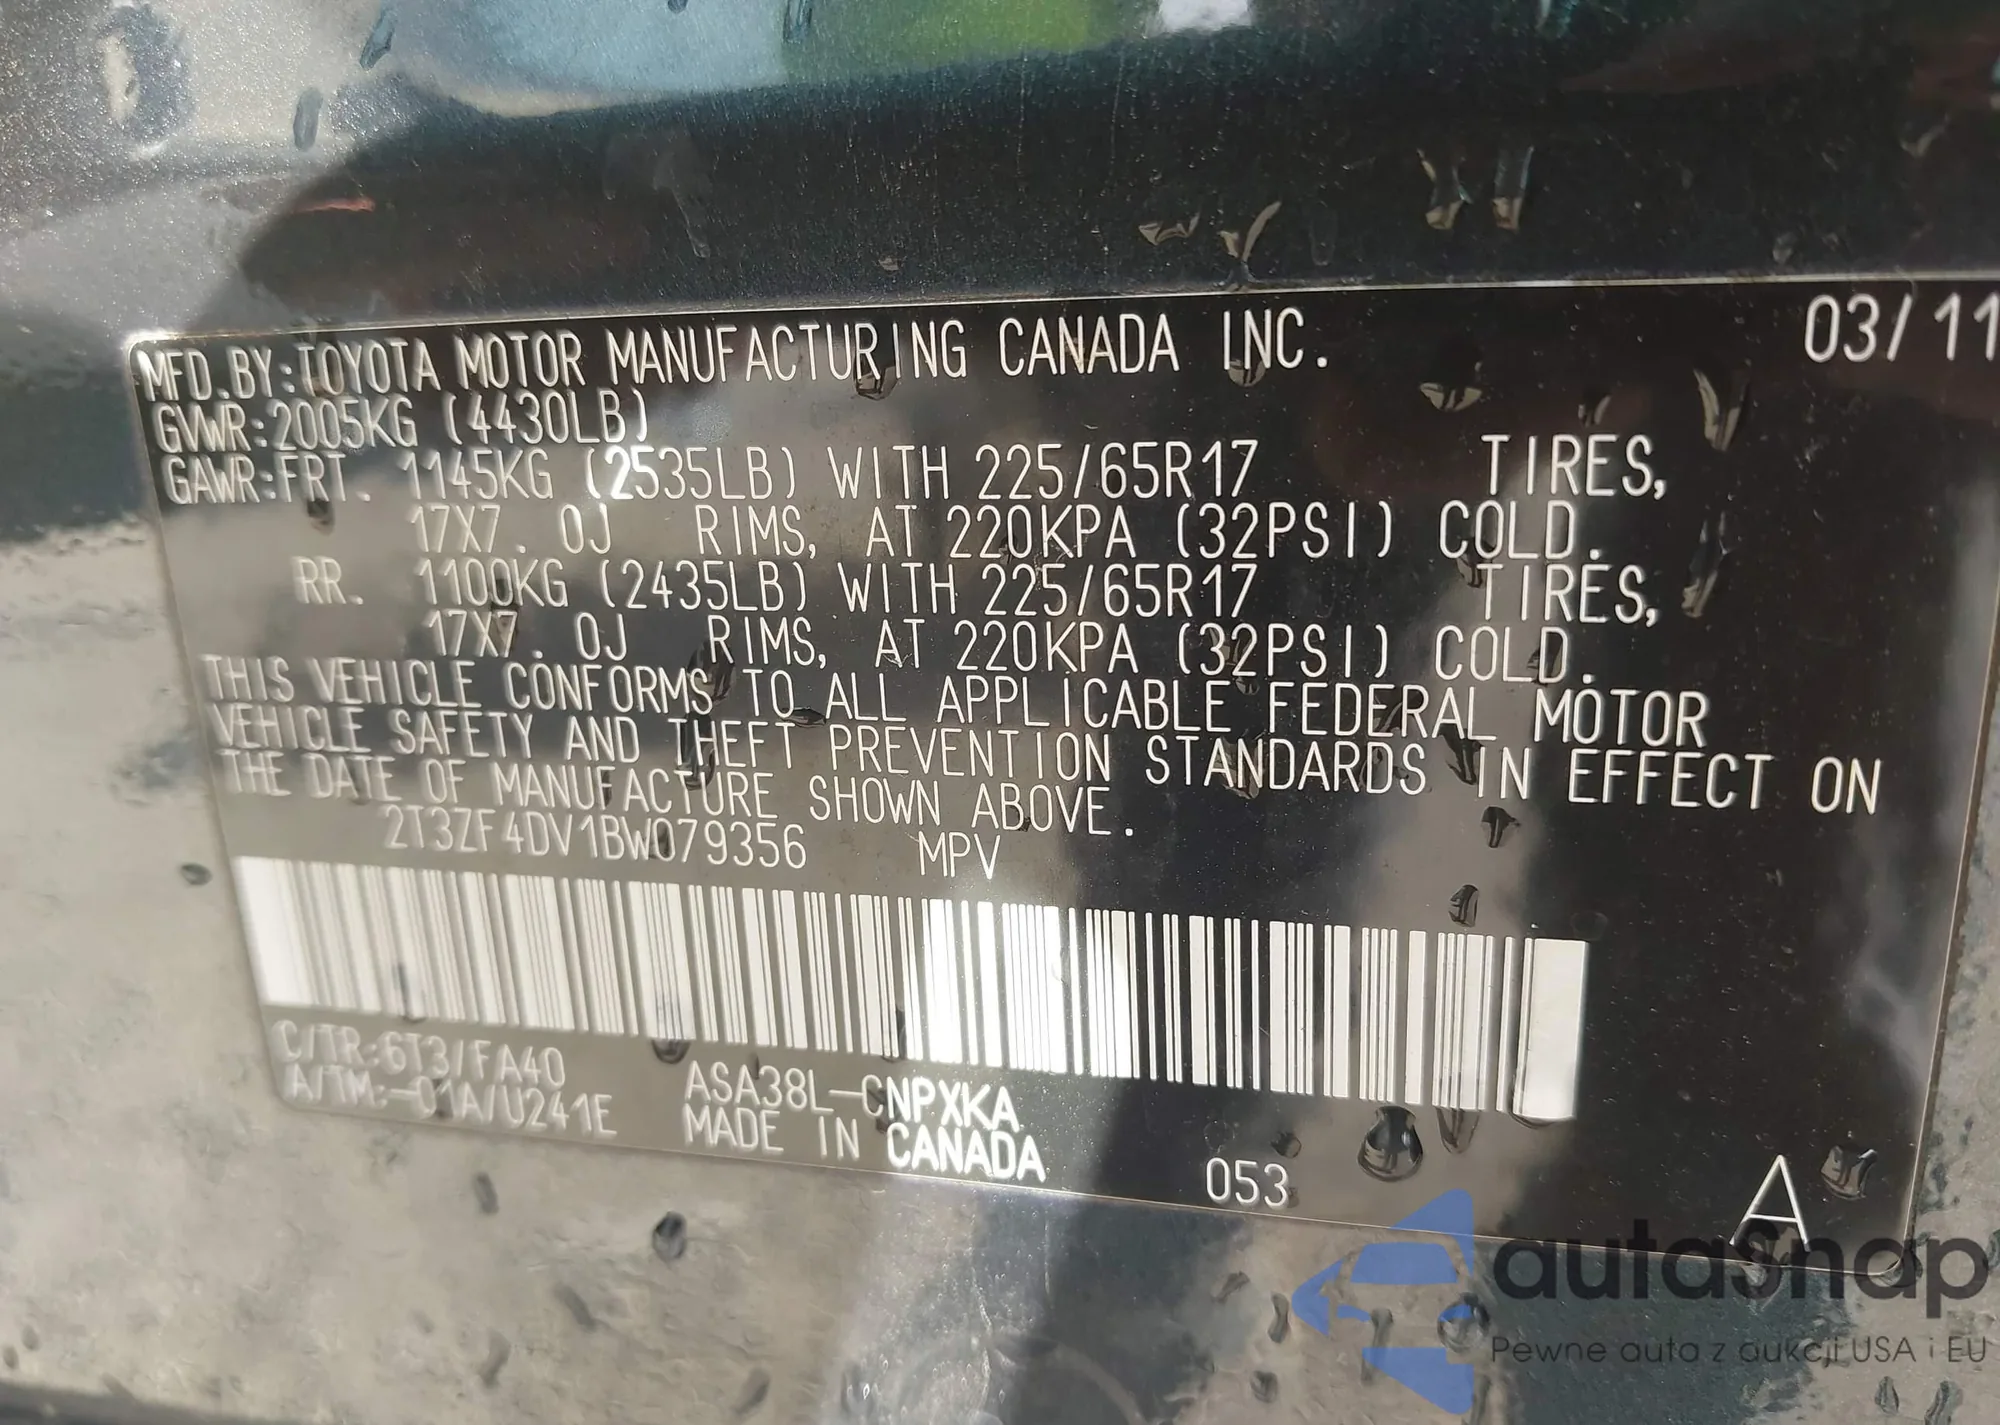 MFD.BY:TOYOTA MOTOR MANUFACTURING CANADA INC. 03/11
GVWR:2005KG (4430LB)
GAWR:FRT. 1145KG (2535LB) WITH 225/65R17 TIRES,
17X7.0J RIMS, AT 220KPA (32PSI) COLD.
RR. 1100KG (2435LB) WITH 225/65R17 TIRES,
17X7.0J RIMS, AT 220KPA (32PSI) COLD.
THIS VEHICLE CONFORMS TO ALL APPLICABLE FEDERAL MOTOR
VEHICLE SAFETY AND THEFT PREVENTION STANDARDS IN EFFECT ON
THE DATE OF MANUFACTURE SHOWN ABOVE.
2T3ZF4DV1BW079356 MPV
C/TR:6T3/FA40 ASA38L-CNPXKA
A/TM:-01A/U241E MADE IN CANADA
053 A
autasnap
Pewne auta z aukcji USA i EU